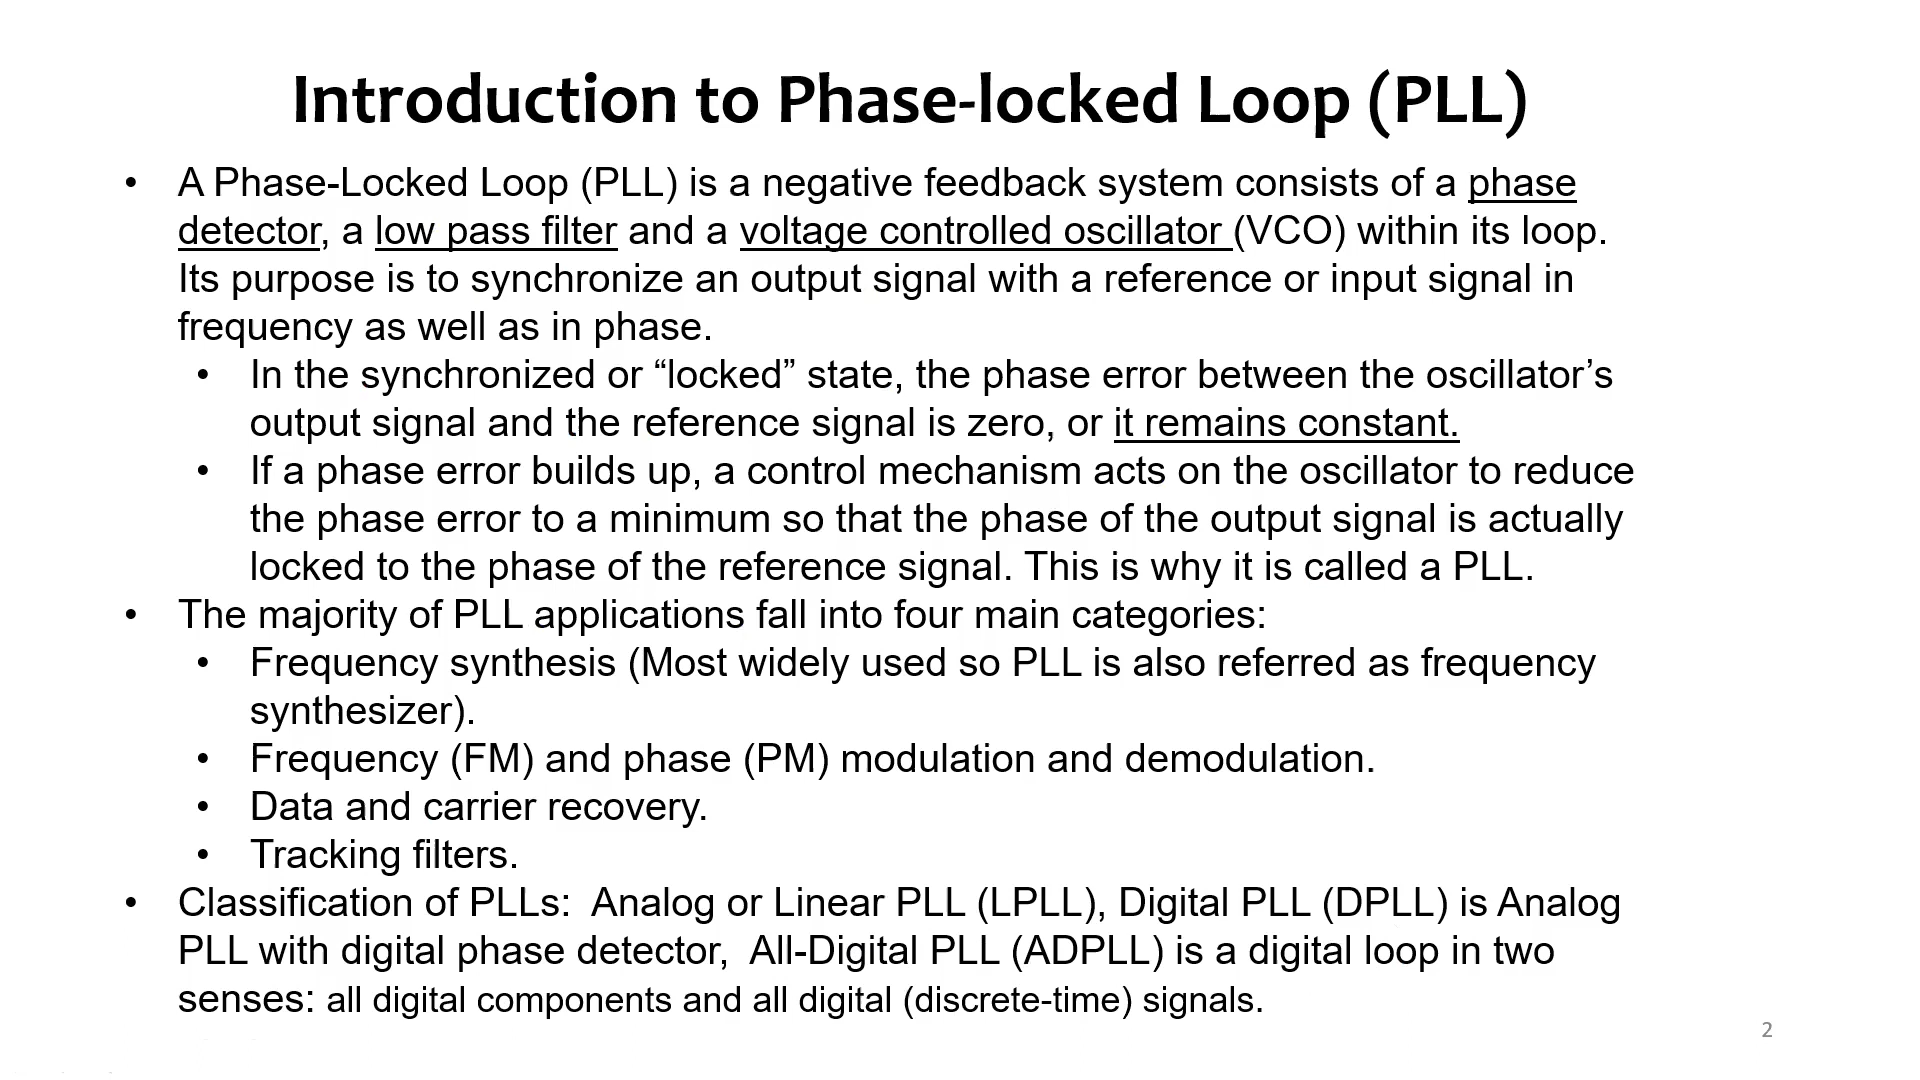 Introduction to Phase-locked Loop (PLL)
• A Phase-Locked Loop (PLL) is a negative feedback system consists of a phase
detector, a low pass filter and a voltage controlled oscillator (VCO) within its loop.
Its purpose is to synchronize an output signal with a reference or input signal in
frequency as well as in phase.
• In the synchronized or “locked” state, the phase error between the oscillator’s
output signal and the reference signal is zero, or it remains constant.
• If a phase error builds up, a control mechanism acts on the oscillator to reduce
the phase error to a minimum so that the phase of the output signal is actually
locked to the phase of the reference signal. This is why it is called a PLL.
• The majority of PLL applications fall into four main categories:
• Frequency synthesis (Most widely used so PLL is also referred as frequency
synthesizer).
• Frequency (FM) and phase (PM) modulation and demodulation.
• Data and carrier recovery.
• Tracking filters.
• Classification of PLLs:  Analog or Linear PLL (LPLL), Digital PLL (DPLL) is Analog
PLL with digital phase detector,  All-Digital PLL (ADPLL) is a digital loop in two
senses: all digital components and all digital (discrete-time) signals.
2